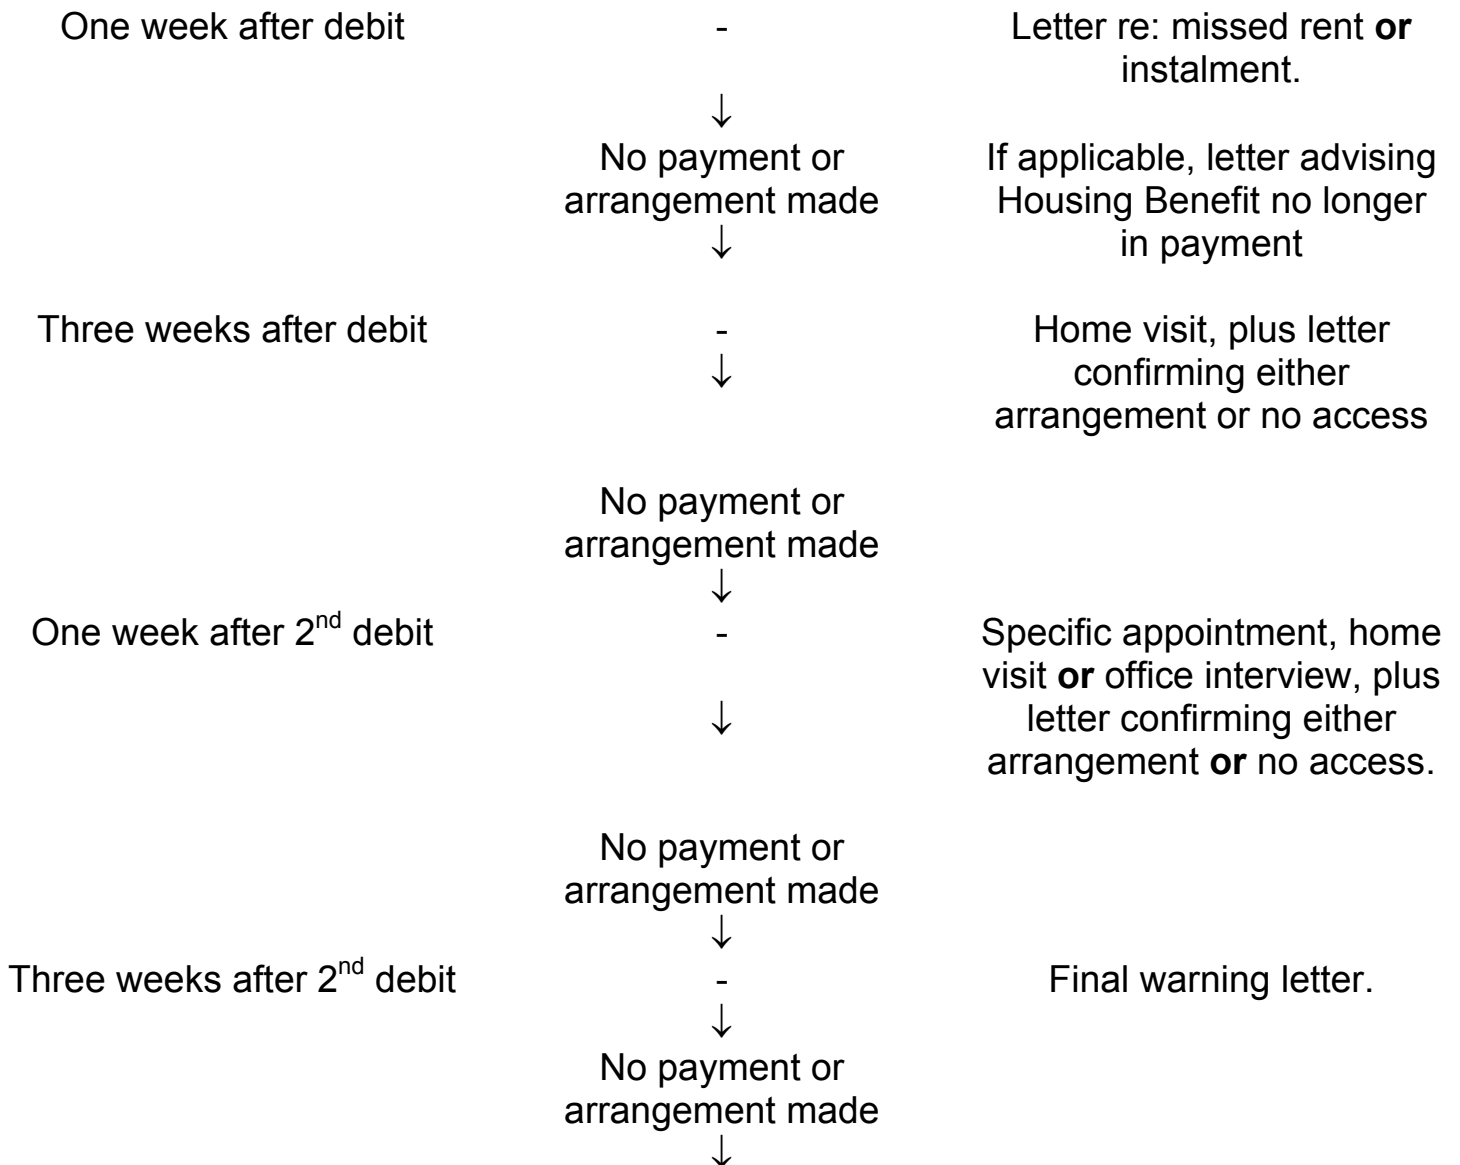 One week after debit - Letter re: missed rent or
instalment.
↓
No payment or If applicable, letter advising
arrangement made Housing Benefit no longer
↓ in payment
Three weeks after debit - Home visit, plus letter
↓ confirming either
arrangement or no access
No payment or
arrangement made
↓
One week after 2nd debit - Specific appointment, home
visit or office interview, plus
↓ letter confirming either
arrangement or no access.
No payment or
arrangement made
↓
Three weeks after 2nd debit - Final warning letter.
↓
No payment or
arrangement made
↓